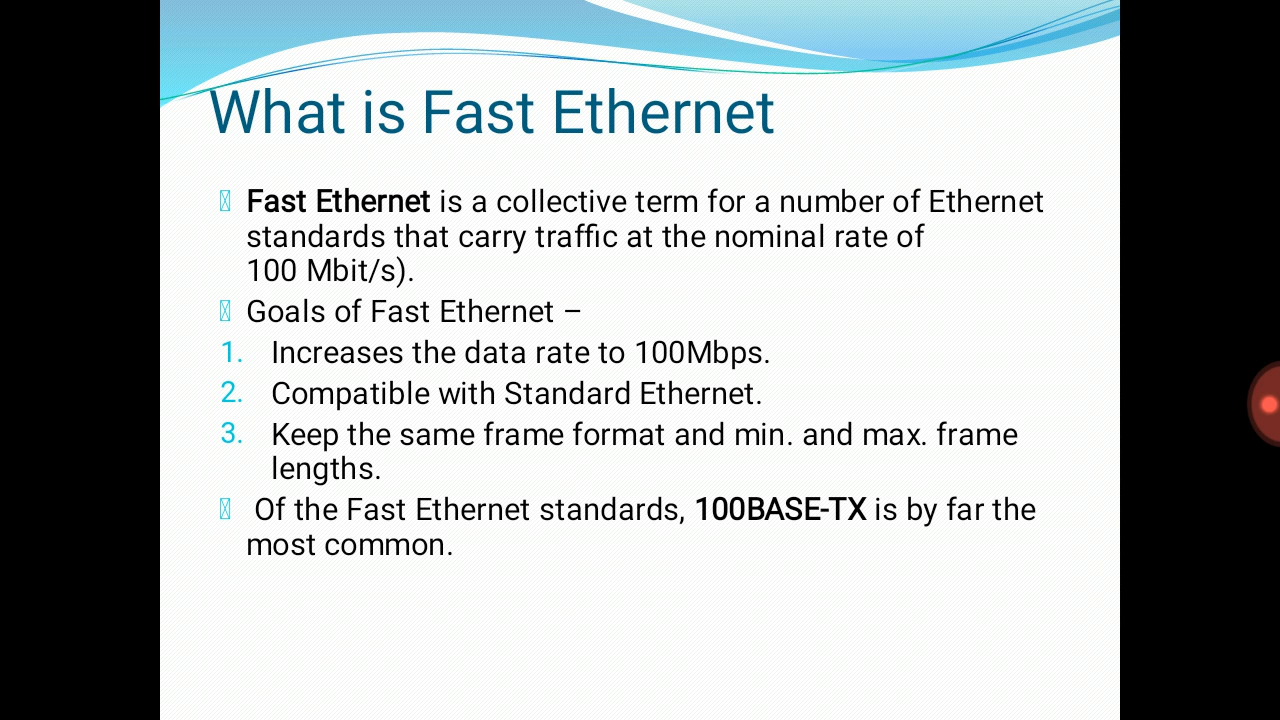 What is Fast Ethernet
Fast Ethernet is a collective term for a number of Ethernet
standards that carry traffic at the nominal rate of
100 Mbit/s).
Goals of Fast Ethernet –
1. Increases the data rate to 100Mbps.
2. Compatible with Standard Ethernet.
3. Keep the same frame format and min. and max. frame
lengths.
Of the Fast Ethernet standards, 100BASE-TX is by far the
most common.